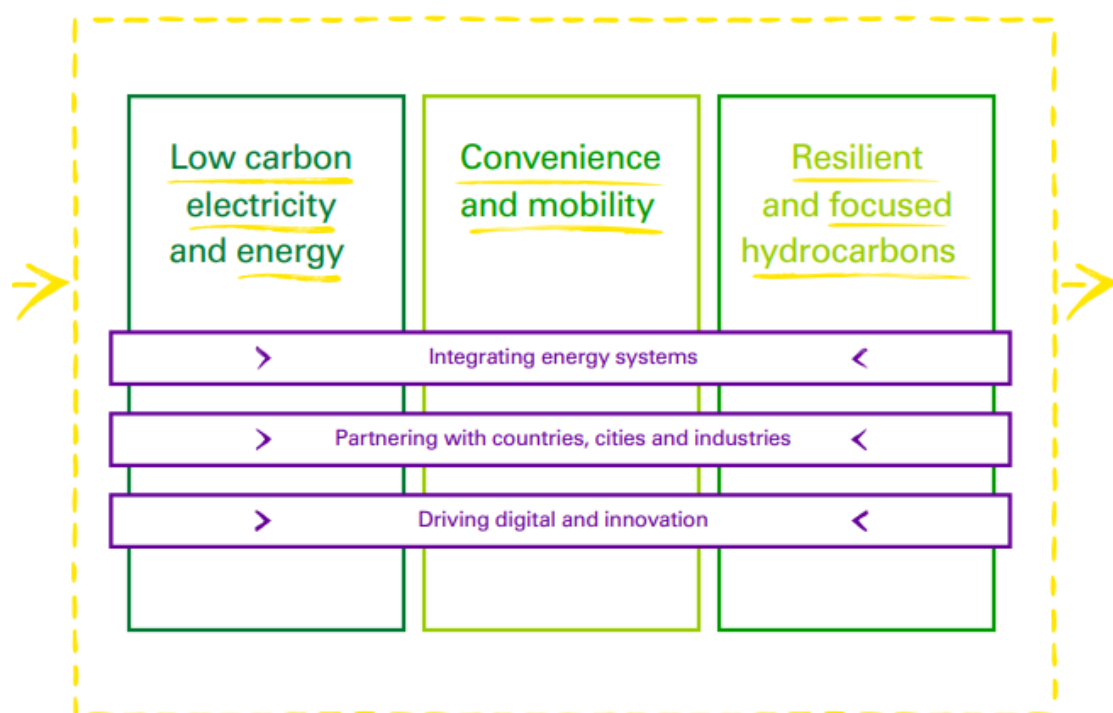 Low carbon
electricity
and energy
Convenience
and mobility
Resilient
and focused
hydrocarbons
Integrating energy systems
Partnering with countries, cities and industries
Driving digital and innovation